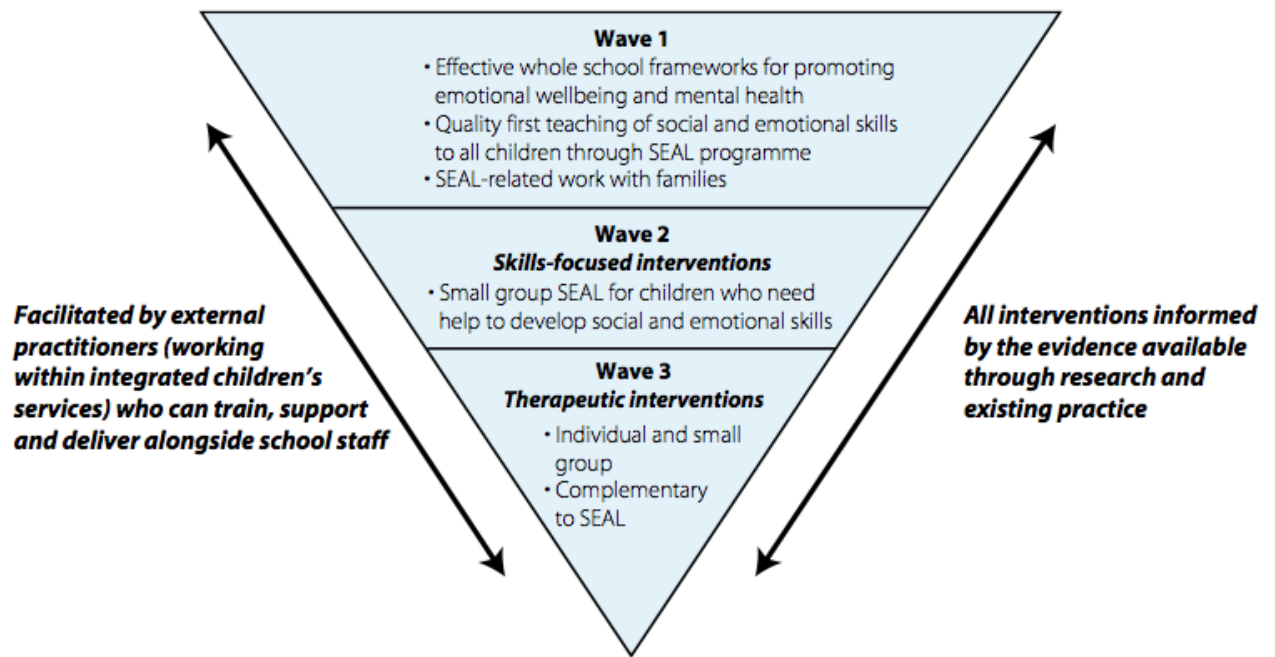 Wave 1
• Effective whole school frameworks for promoting
emotional wellbeing and mental health
• Quality first teaching of social and emotional skills
to all children through SEAL programme
• SEAL-related work with families
Wave 2
Skills-focused interventions
• Small group SEAL for children who need
help to develop social and emotional skills
Wave 3
Therapeutic interventions
• Individual and small
group
• Complementary
to SEAL
Facilitated by external
practitioners (working
within integrated children’s
services) who can train, support
and deliver alongside school staff
All interventions informed
by the evidence available
through research and
existing practice